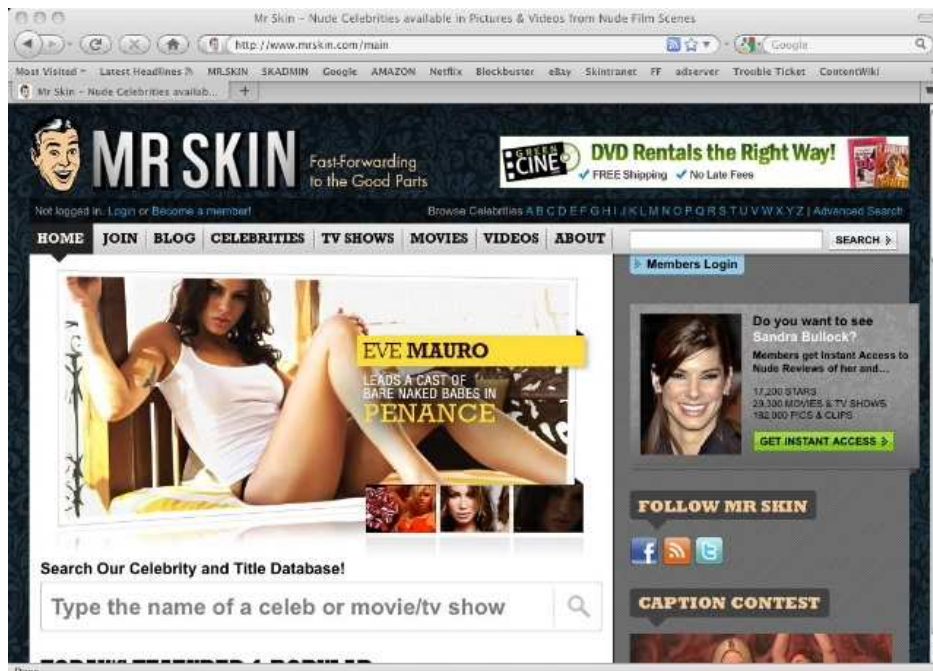 Mr Skin – Nude Celebrities available in Pictures & Videos from Nude Film Scenes
http://www.mrskin.com/main
Google
Most Visited Latest Headlines MR.SKIN SKADMIN Google AMAZON Netflix Blockbuster eBay Skintranet FF adserver Trouble Ticket ContentWiki
Mr Skin – Nude Celebrities availab... +
MR SKIN
Fast-Forwarding
to the Good Parts
GREEN
CINE
DVD Rentals the Right Way!
FREE Shipping No Late Fees
Not logged in. Login or Become a member!
Browse Celebrities A B C D E F G H I J K L M N O P Q R S T U V W X Y Z | Advanced Search
HOME JOIN BLOG CELEBRITIES TV SHOWS MOVIES VIDEOS ABOUT
SEARCH
Members Login
EVE MAURO
LEADS A CAST OF
BARE NAKED BABES IN
PENANCE
Do you want to see
Sandra Bullock?
Members get Instant Access to
Nude Reviews of her and...
17,200 STARS
MOVIES & TV SHOWS
PICS & CLIPS
GET INSTANT ACCESS
FOLLOW MR SKIN
Search Our Celebrity and Title Database!
Type the name of a celeb or movie/tv show
CAPTION CONTEST